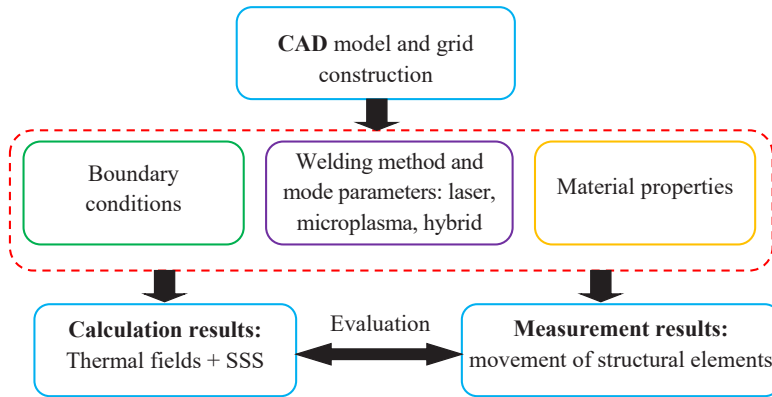 CAD model and grid
construction
Boundary
conditions
Welding method and
mode parameters: laser,
microplasma, hybrid
Material properties
Calculation results:
Thermal fields + SSS
Evaluation
Measurement results:
movement of structural elements